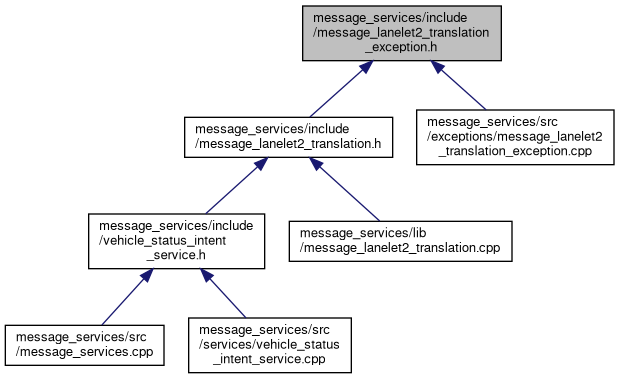 message_services/include
/message_lanelet2_translation
_exception.h
message_services/include
/message_lanelet2_translation.h
message_services/src
/exceptions/message_lanelet2
_translation_exception.cpp
message_services/include
/vehicle_status_intent
_service.h
message_services/lib
/message_lanelet2_translation.cpp
message_services/src
/message_services.cpp
message_services/src
/services/vehicle_status
_intent_service.cpp